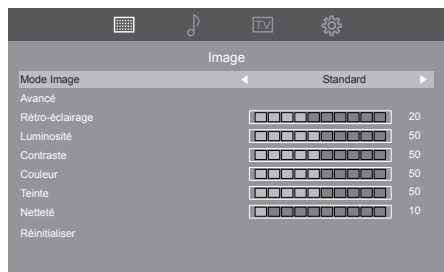 TV
Image
Mode Image Standard
Avancé
Rétro-éclairage 20
Luminosité 50
Contraste 50
Couleur 50
Teinte 50
Netteté 10
Réinitialiser